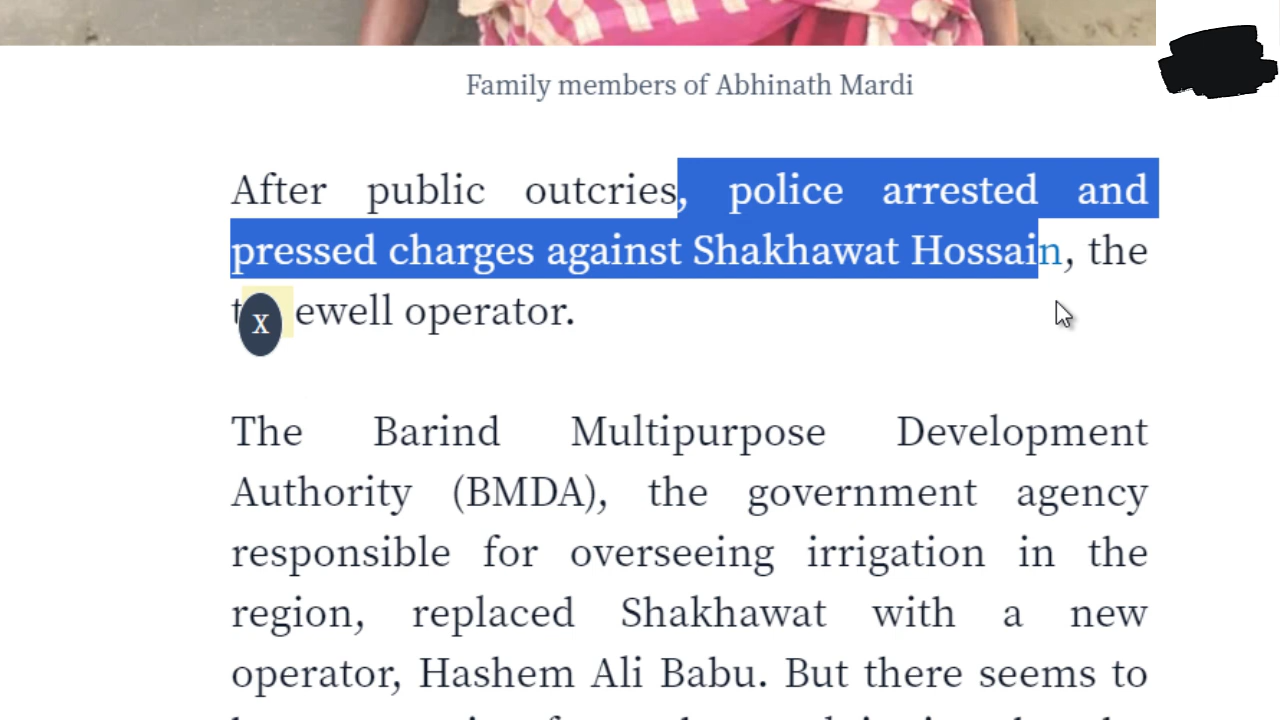 Family members of Abhinath Mardi
After public outcries, police arrested and
pressed charges against Shakhawat Hossain, the
t x ewell operator.
The Barind Multipurpose Development
Authority (BMDA), the government agency
responsible for overseeing irrigation in the
region, replaced Shakhawat with a new
operator, Hashem Ali Babu. But there seems to